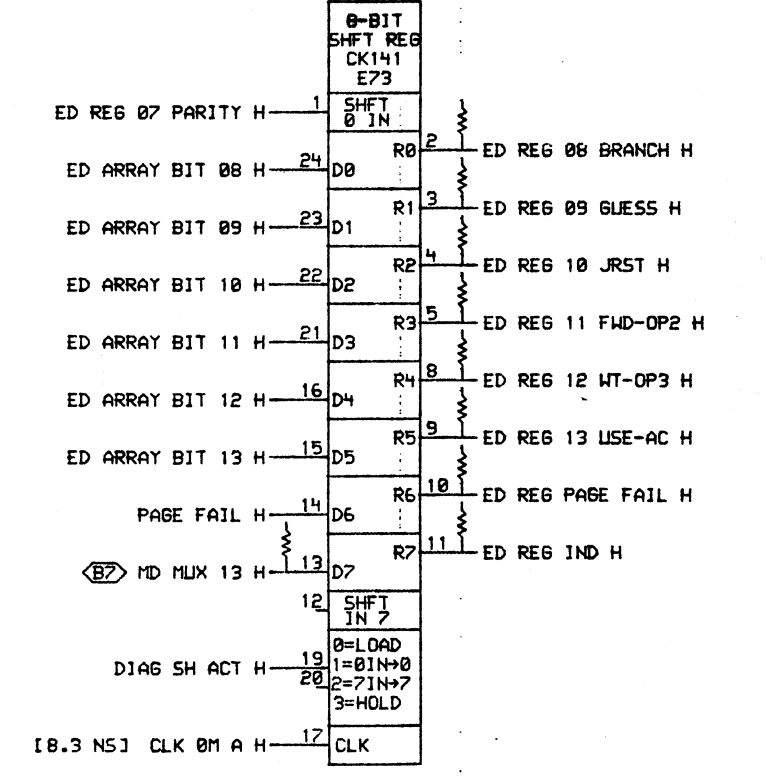 8-BIT
SHFT REG
CK141
E73
ED REG 07 PARITY H 1 SHFT
0 IN
R0 2 ED REG 08 BRANCH H
ED ARRAY BIT 08 H 24 D0
R1 3 ED REG 09 GUESS H
ED ARRAY BIT 09 H 23 D1
R2 4 ED REG 10 JRST H
ED ARRAY BIT 10 H 22 D2
R3 5 ED REG 11 FWD-OP2 H
ED ARRAY BIT 11 H 21 D3
R4 8 ED REG 12 WT-OP3 H
ED ARRAY BIT 12 H 16 D4
R5 9 ED REG 13 USE-AC H
ED ARRAY BIT 13 H 15 D5
R6 10 ED REG PAGE FAIL H
PAGE FAIL H 14 D6
R7 11 ED REG IND H
B7 MD MUX 13 H 13 D7
12 SHFT
IN 7
0=LOAD
DIAG SH ACT H 19 1=0IN→0
20 2=7IN→7
3=HOLD
[8.3 NS] CLK 0M A H 17 CLK